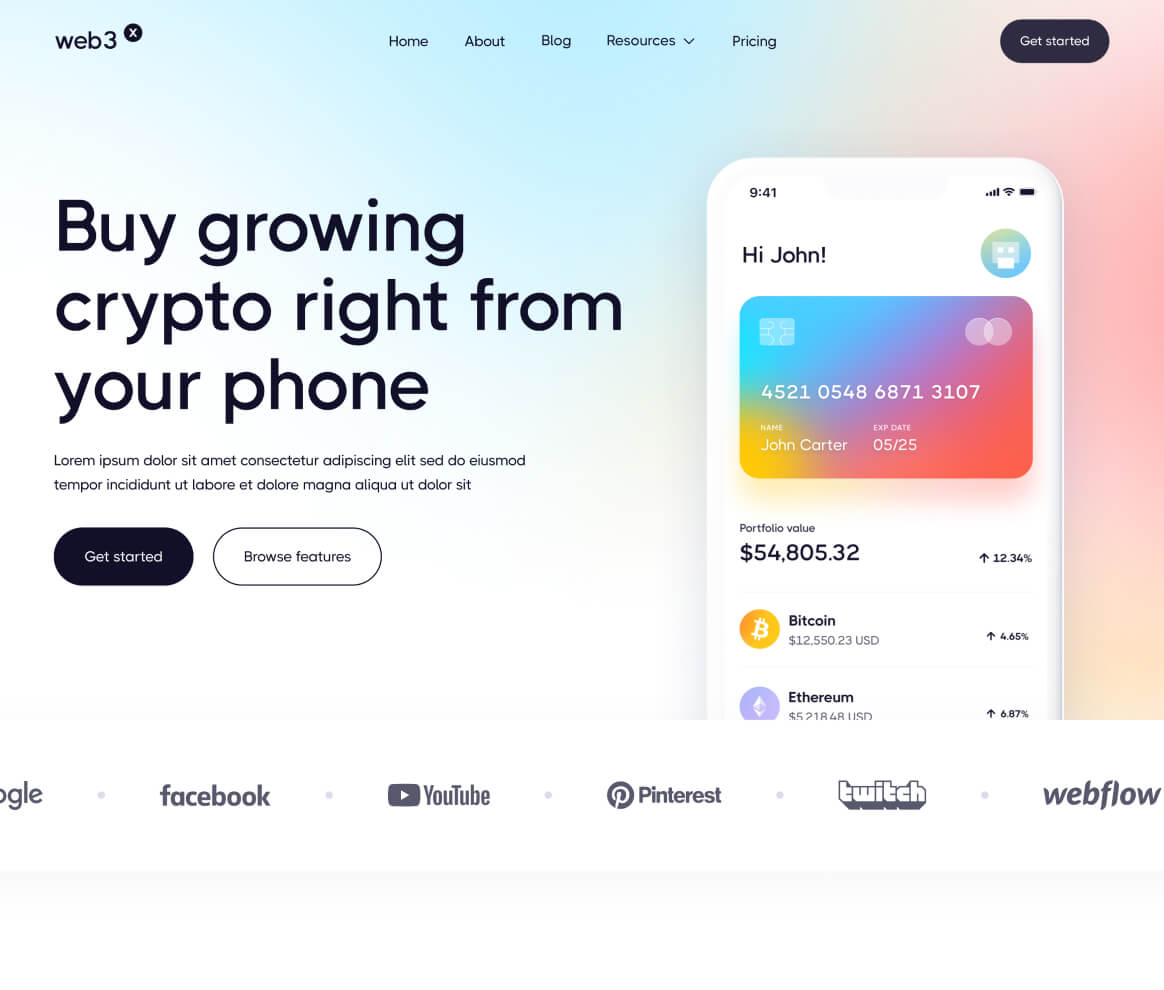 web3 X
Home
About
Blog
Resources
Pricing
Get started
Buy growing
crypto right from
your phone
Lorem ipsum dolor sit amet consectetur adipiscing elit sed do eiusmod
tempor incididunt ut labore et dolore magna aliqua ut dolor sit
Get started
Browse features
9:41
Hi John!
4521 0548 6871 3107
NAME
EXP DATE
John Carter
05/25
Portfolio value
$54,805.32
↑ 12.34%
Bitcoin
$12,550.23 USD
↑ 4.65%
Ethereum
$5,218.48 USD
↑ 6.87%
ogle
facebook
YouTube
Pinterest
twitch
webflow